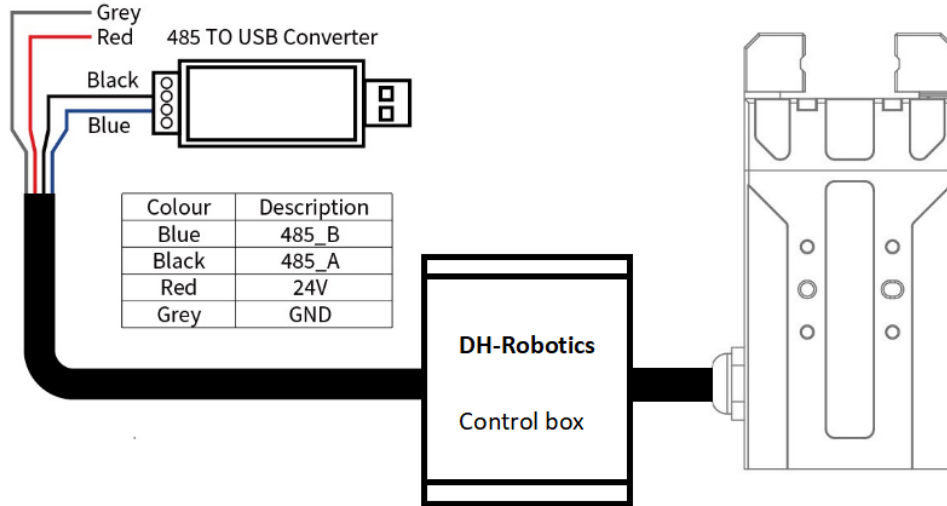 Grey
Red
485 TO USB Converter
Black
Blue
Colour Description
Blue 485_B
Black 485_A
Red 24V
Grey GND
DH-Robotics
Control box